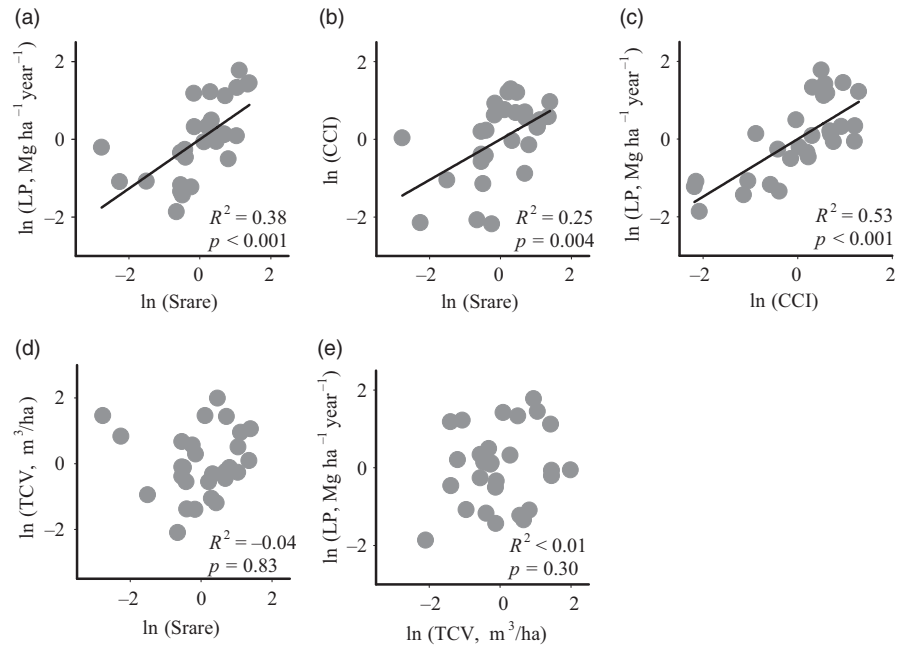 (a)
ln (LP, Mg ha⁻¹ year⁻¹)
2
0
−2
R² = 0.38
p < 0.001
−2 0 2
ln (Srare)
(b)
ln (CCI)
2
0
−2
R² = 0.25
p = 0.004
−2 0 2
ln (Srare)
(c)
ln (LP, Mg ha⁻¹ year⁻¹)
2
0
−2
R² = 0.53
p < 0.001
−2 0 2
ln (CCI)
(d)
ln (TCV, m³/ha)
2
0
−2
R² = −0.04
p = 0.83
−2 0 2
ln (Srare)
(e)
ln (LP, Mg ha⁻¹ year⁻¹)
2
0
−2
R² < 0.01
p = 0.30
−2 0 2
ln (TCV, m³/ha)